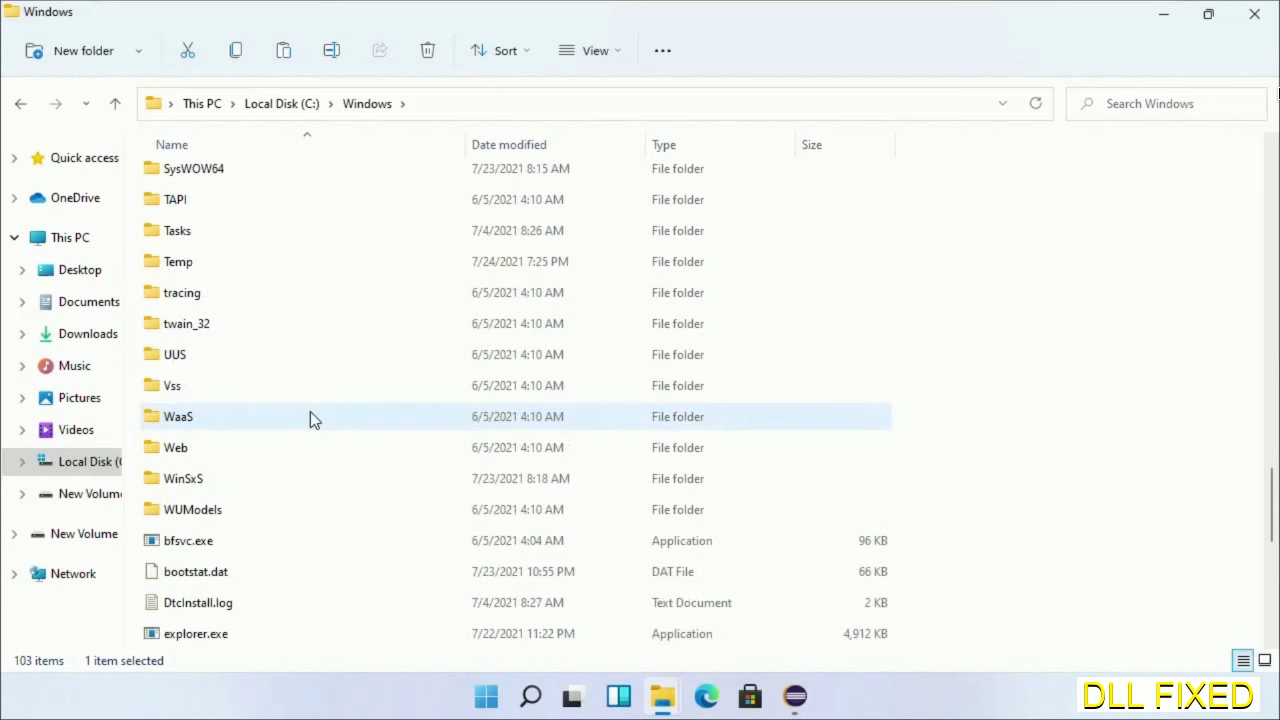 Windows
New folder
Sort
View
This PC
Local Disk (C:)
Windows
Search Windows
Name Date modified Type Size
Quick access
OneDrive
This PC
Desktop
Documents
Downloads
Music
Pictures
Videos
Local Disk (C
New Volum
New Volume
Network
SysWOW64 7/23/2021 8:15 AM File folder
TAPI 6/5/2021 4:10 AM File folder
Tasks 7/4/2021 8:26 AM File folder
Temp 7/24/2021 7:25 PM File folder
tracing 6/5/2021 4:10 AM File folder
twain_32 6/5/2021 4:10 AM File folder
UUS 6/5/2021 4:10 AM File folder
Vss 6/5/2021 4:10 AM File folder
WaaS 6/5/2021 4:10 AM File folder
Web 6/5/2021 4:10 AM File folder
WinSxS 7/23/2021 8:18 AM File folder
WUModels 6/5/2021 4:10 AM File folder
bfsvc.exe 6/5/2021 4:04 AM Application 96 KB
bootstat.dat 7/23/2021 10:55 PM DAT File 66 KB
DtcInstall.log 7/4/2021 8:27 AM Text Document 2 KB
explorer.exe 7/22/2021 11:22 PM Application 4,912 KB
103 items 1 item selected
DLL FIXED